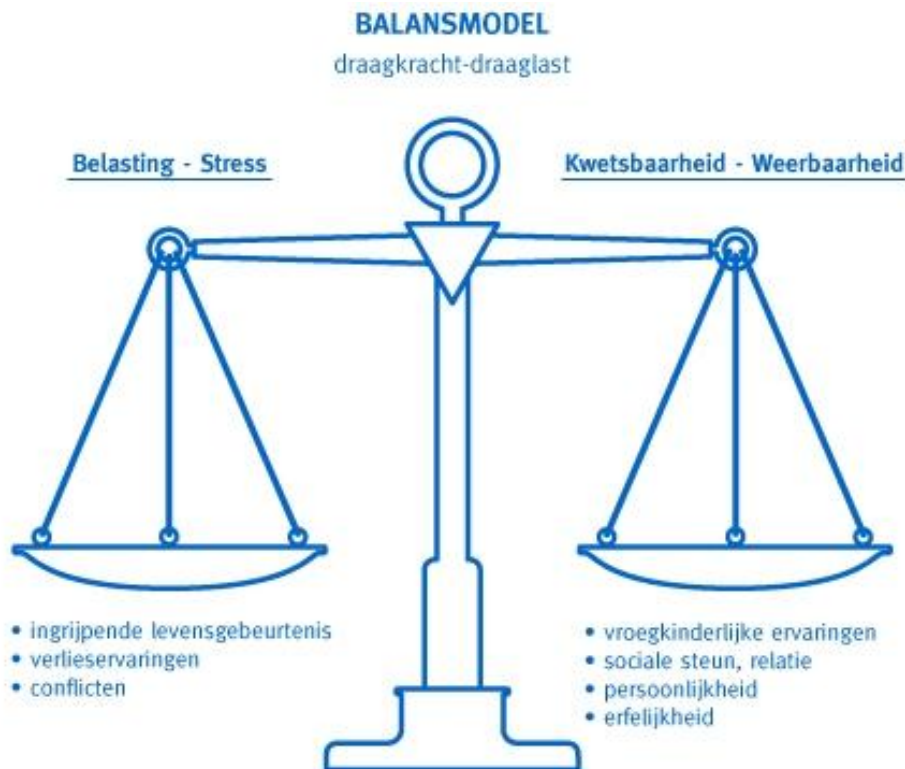 BALANSMODEL
draagkracht-draaglast
Belasting - Stress
Kwetsbaarheid - Weerbaarheid
• ingrijpende levensgebeurtenis
• verlieservaringen
• conflicten
• vroegkinderlijke ervaringen
• sociale steun, relatie
• persoonlijkheid
• erfelijkheid